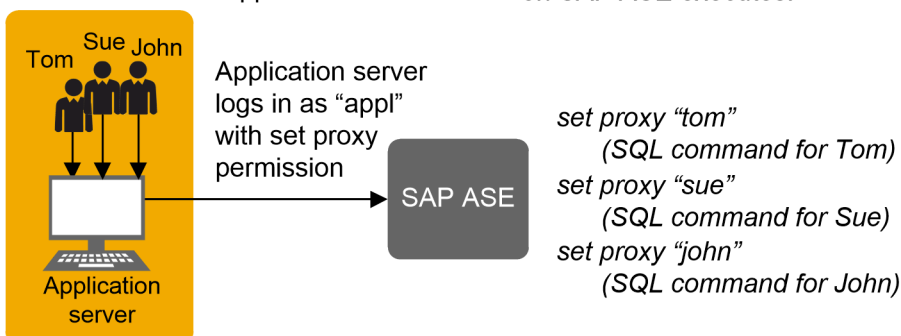 Tom
Sue
John
Application server
logs in as “appl”
with set proxy
permission
SAP ASE
set proxy “tom”
(SQL command for Tom)
set proxy “sue”
(SQL command for Sue)
set proxy “john”
(SQL command for John)
Application
server